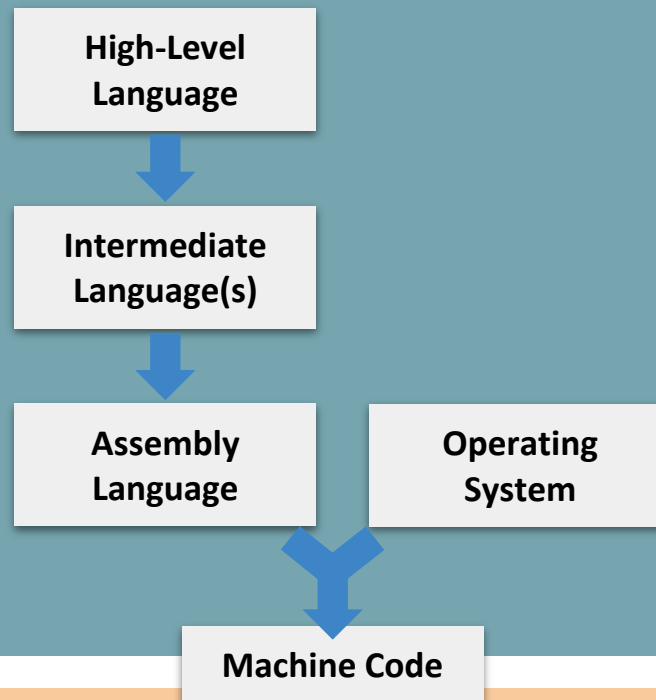 High-Level
Language
Intermediate
Language(s)
Assembly
Language
Operating
System
Machine Code